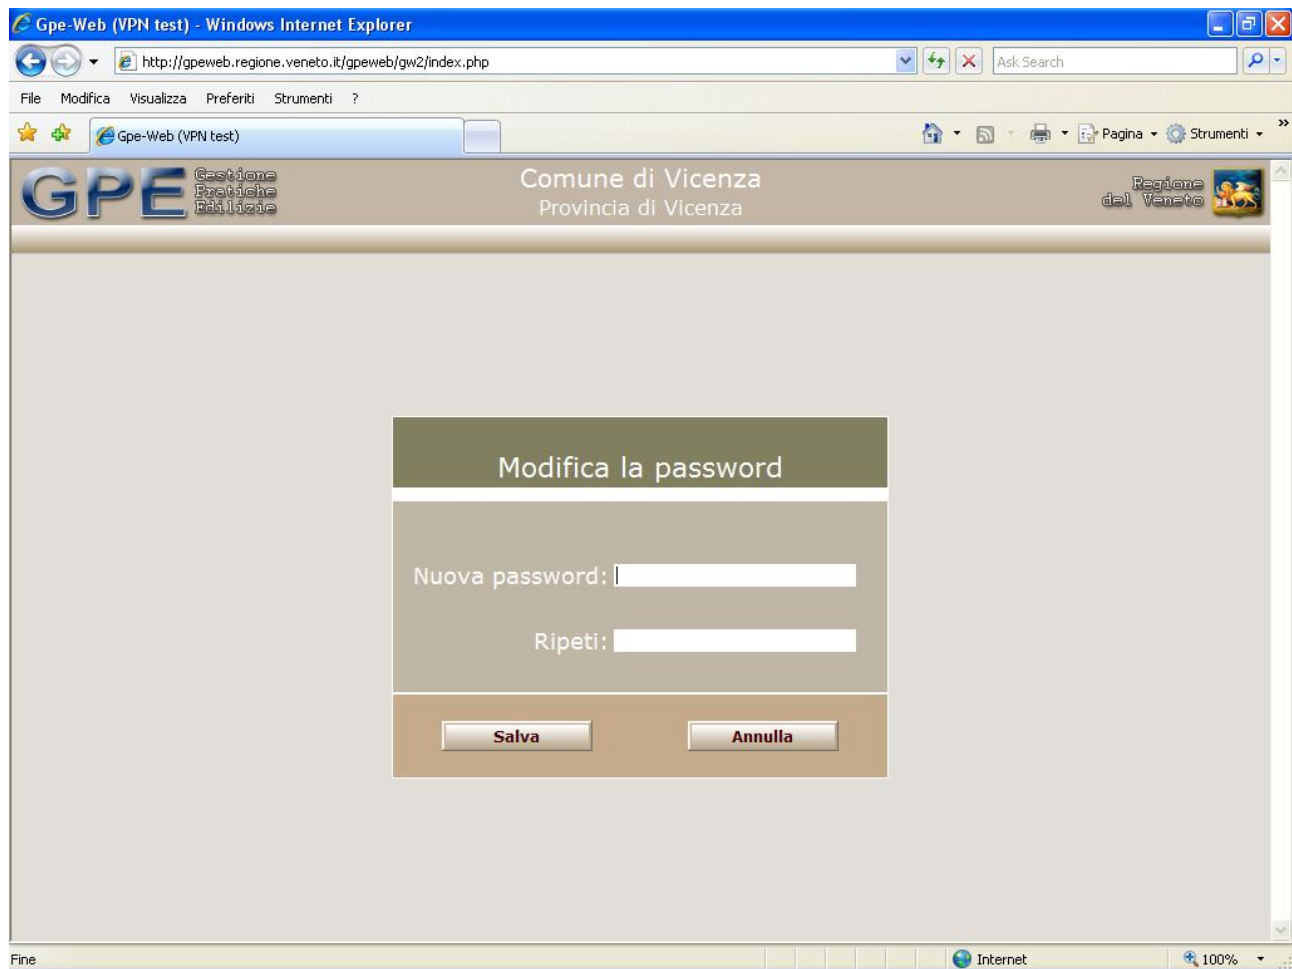 Gpe-Web (VPN test) - Windows Internet Explorer
http://gpeweb.regione.veneto.it/gpeweb/gw2/index.php
Ask Search
File Modifica Visualizza Preferiti Strumenti ?
Gpe-Web (VPN test)
Pagina
Strumenti
»
GPE
Gestione
Pratiche
Edilizie
Comune di Vicenza
Provincia di Vicenza
Regione
del Veneto
Modifica la password
Nuova password:
Ripeti:
Salva Annulla
Fine Internet 100%